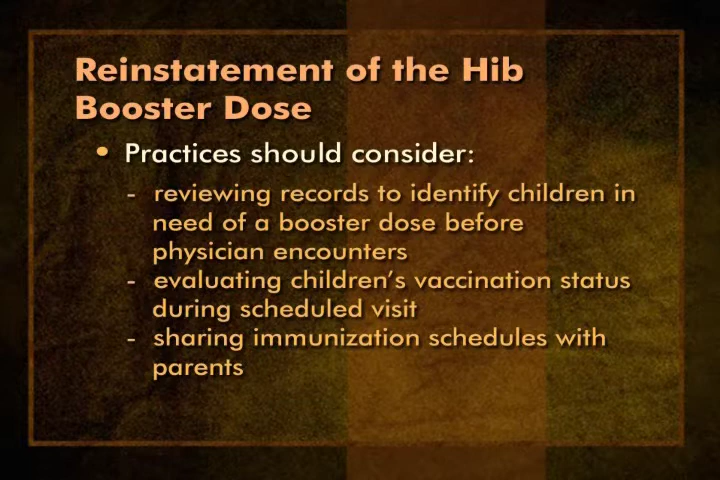 Reinstatement of the Hib
Booster Dose
• Practices should consider:
- reviewing records to identify children in
need of a booster dose before
physician encounters
- evaluating children's vaccination status
during scheduled visit
- sharing immunization schedules with
parents